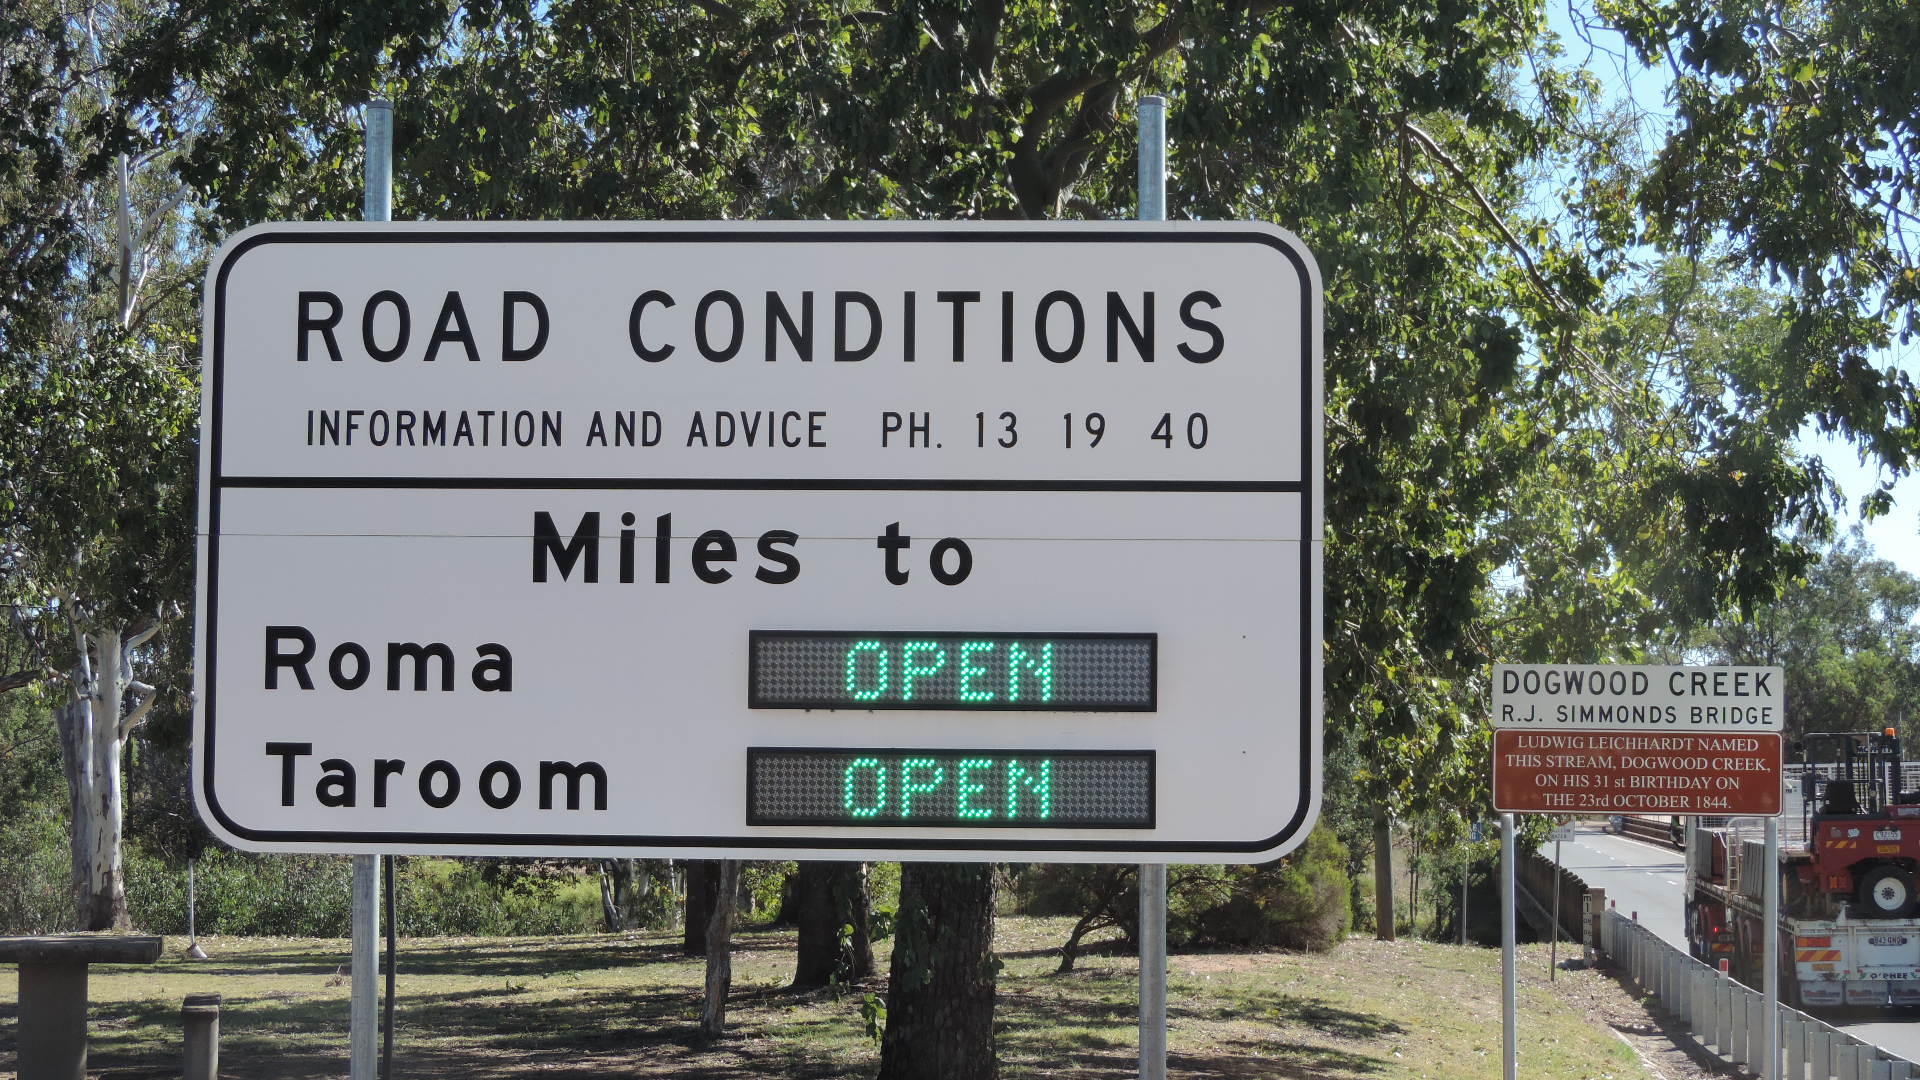 ROAD CONDITIONS
INFORMATION AND ADVICE PH. 13 19 40
Miles to
Roma OPEN
Taroom OPEN
DOGWOOD CREEK
R.J. SIMMONDS BRIDGE
LUDWIG LEICHHARDT NAMED
THIS STREAM, DOGWOOD CREEK,
ON HIS 31 st BIRTHDAY ON
THE 23rd OCTOBER 1844.